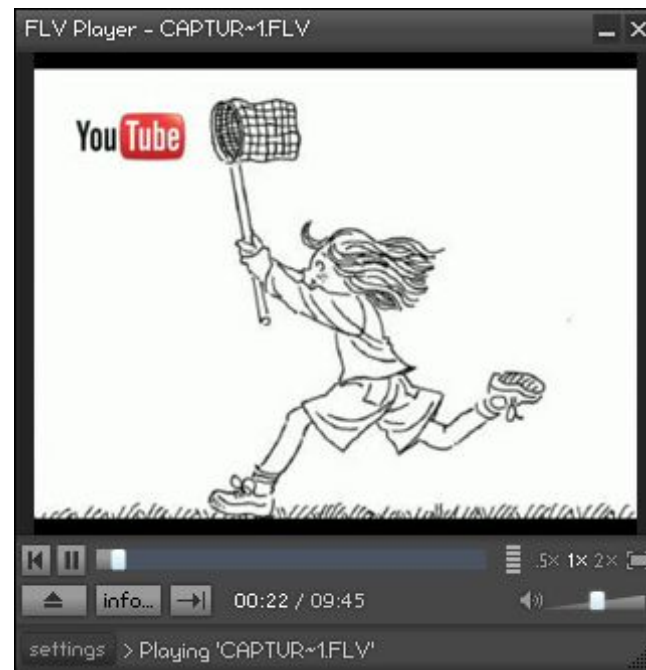 FLV Player - CAPTUR~1.FLV
YouTube
.5x 1x 2x
info... 00:22 / 09:45
settings > Playing 'CAPTUR~1.FLV'